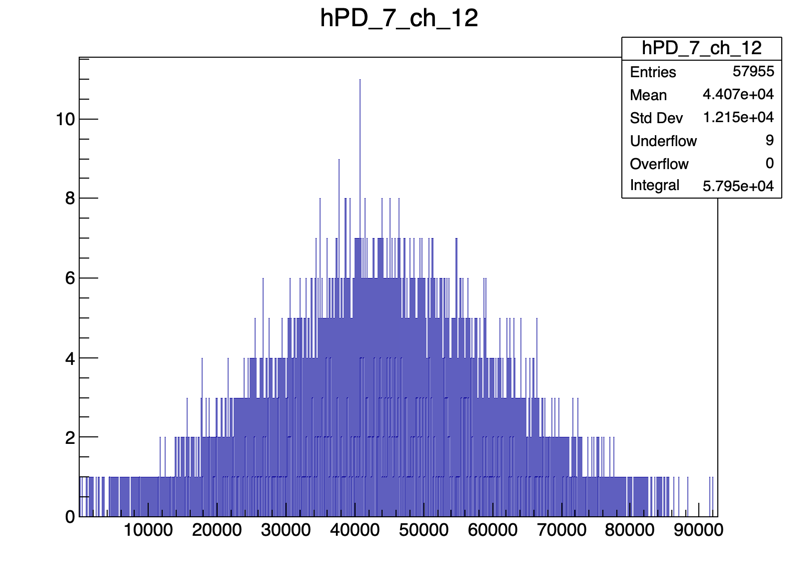 hPD_7_ch_12
hPD_7_ch_12
Entries 57955
Mean 4.407e+04
Std Dev 1.215e+04
Underflow 9
Overflow 0
Integral 5.795e+04
10
8
6
4
2
0
10000 20000 30000 40000 50000 60000 70000 80000 90000